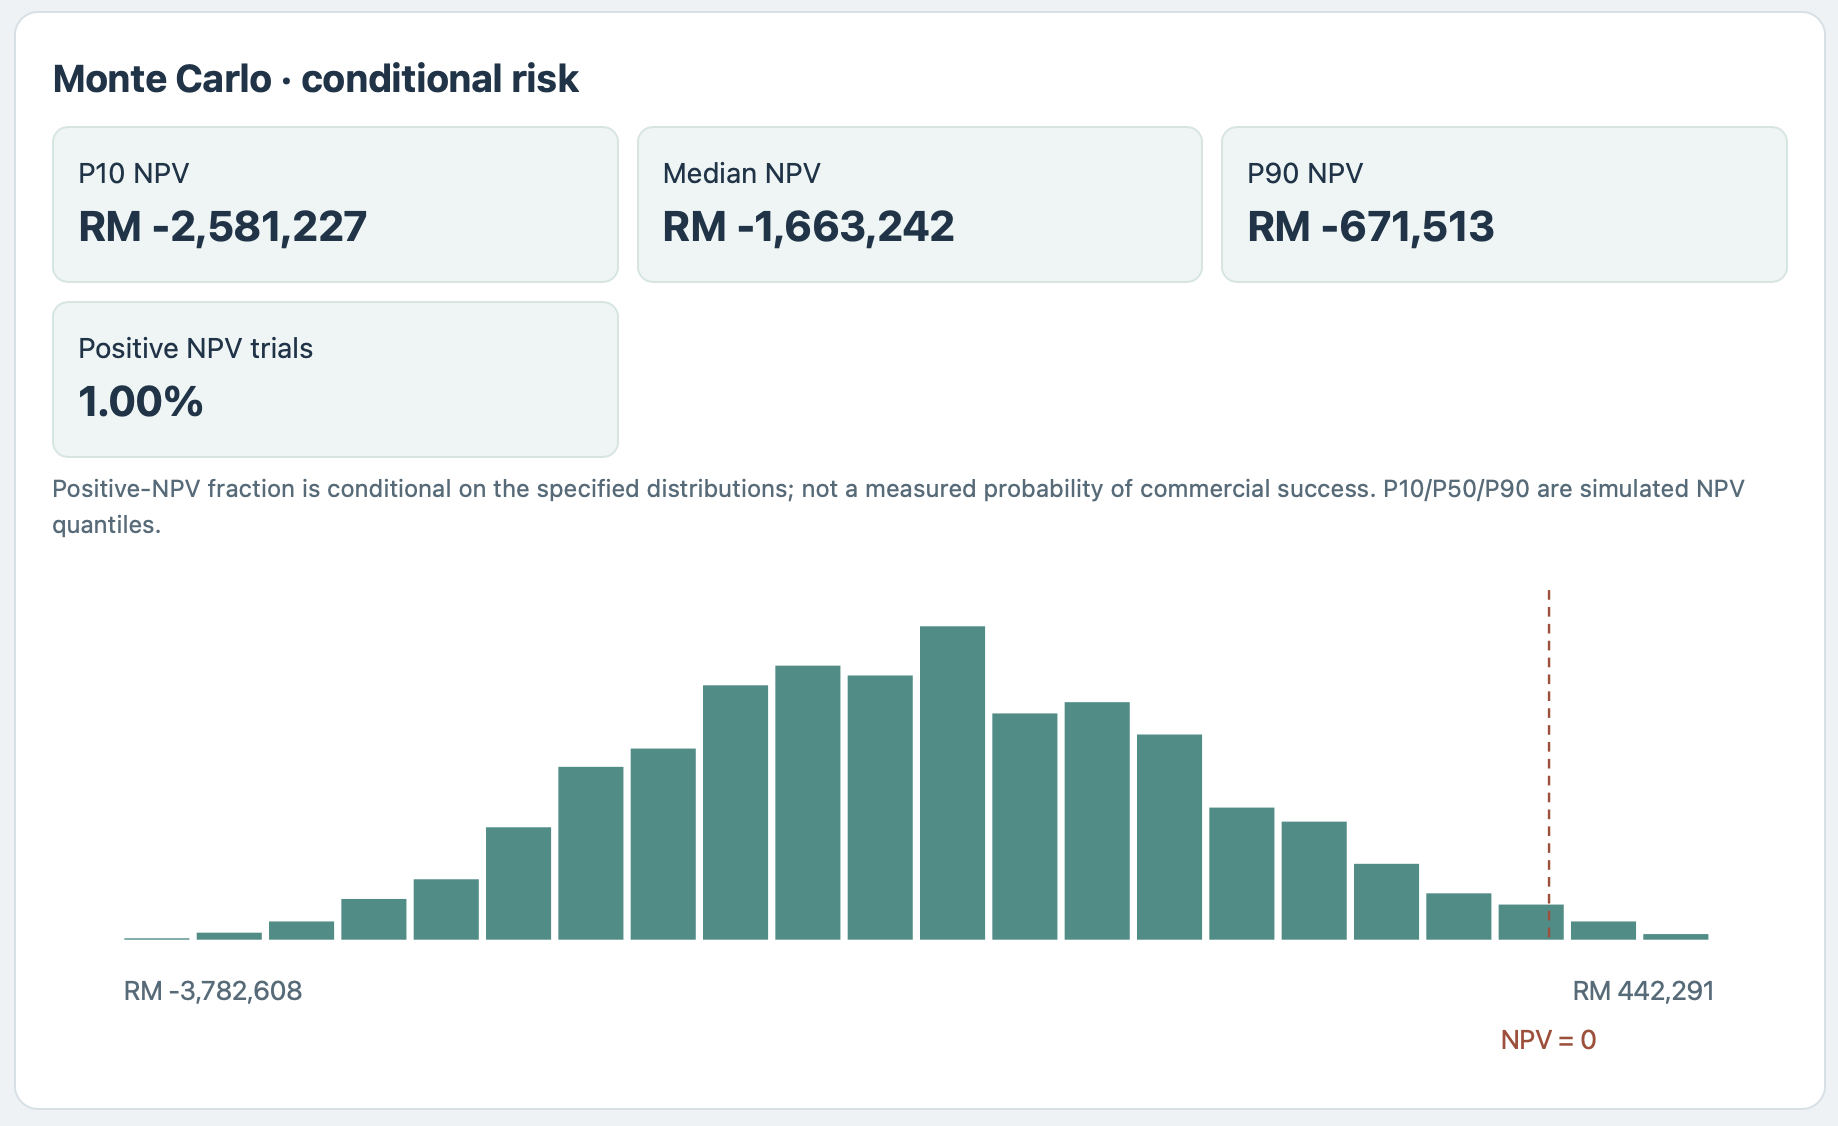 Monte Carlo · conditional risk
P10 NPV
RM -2,581,227
Median NPV
RM -1,663,242
P90 NPV
RM -671,513
Positive NPV trials
1.00%
Positive-NPV fraction is conditional on the specified distributions; not a measured probability of commercial success. P10/P50/P90 are simulated NPV
quantiles.
RM -3,782,608
RM 442,291
NPV = 0